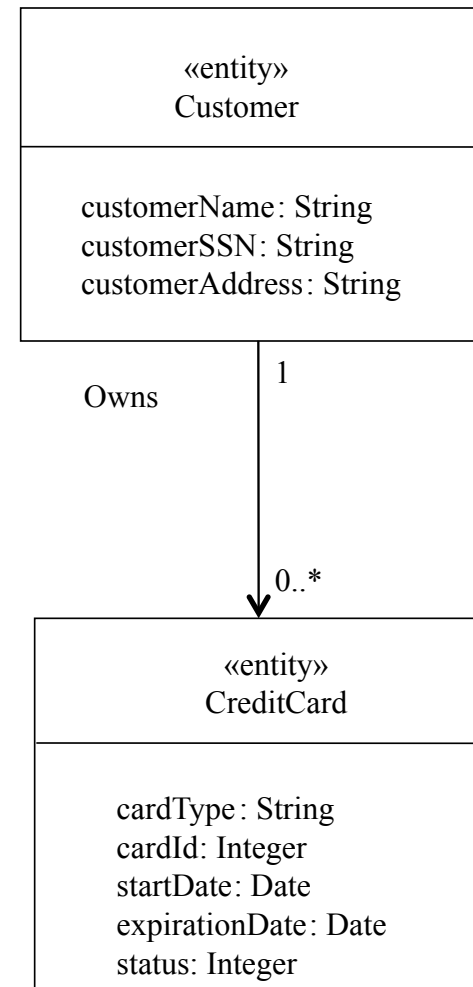 «entity»
Customer
customerName: String
customerSSN: String
customerAddress: String
1
Owns
0..*
«entity»
CreditCard
cardType: String
cardId: Integer
startDate: Date
expirationDate: Date
status: Integer